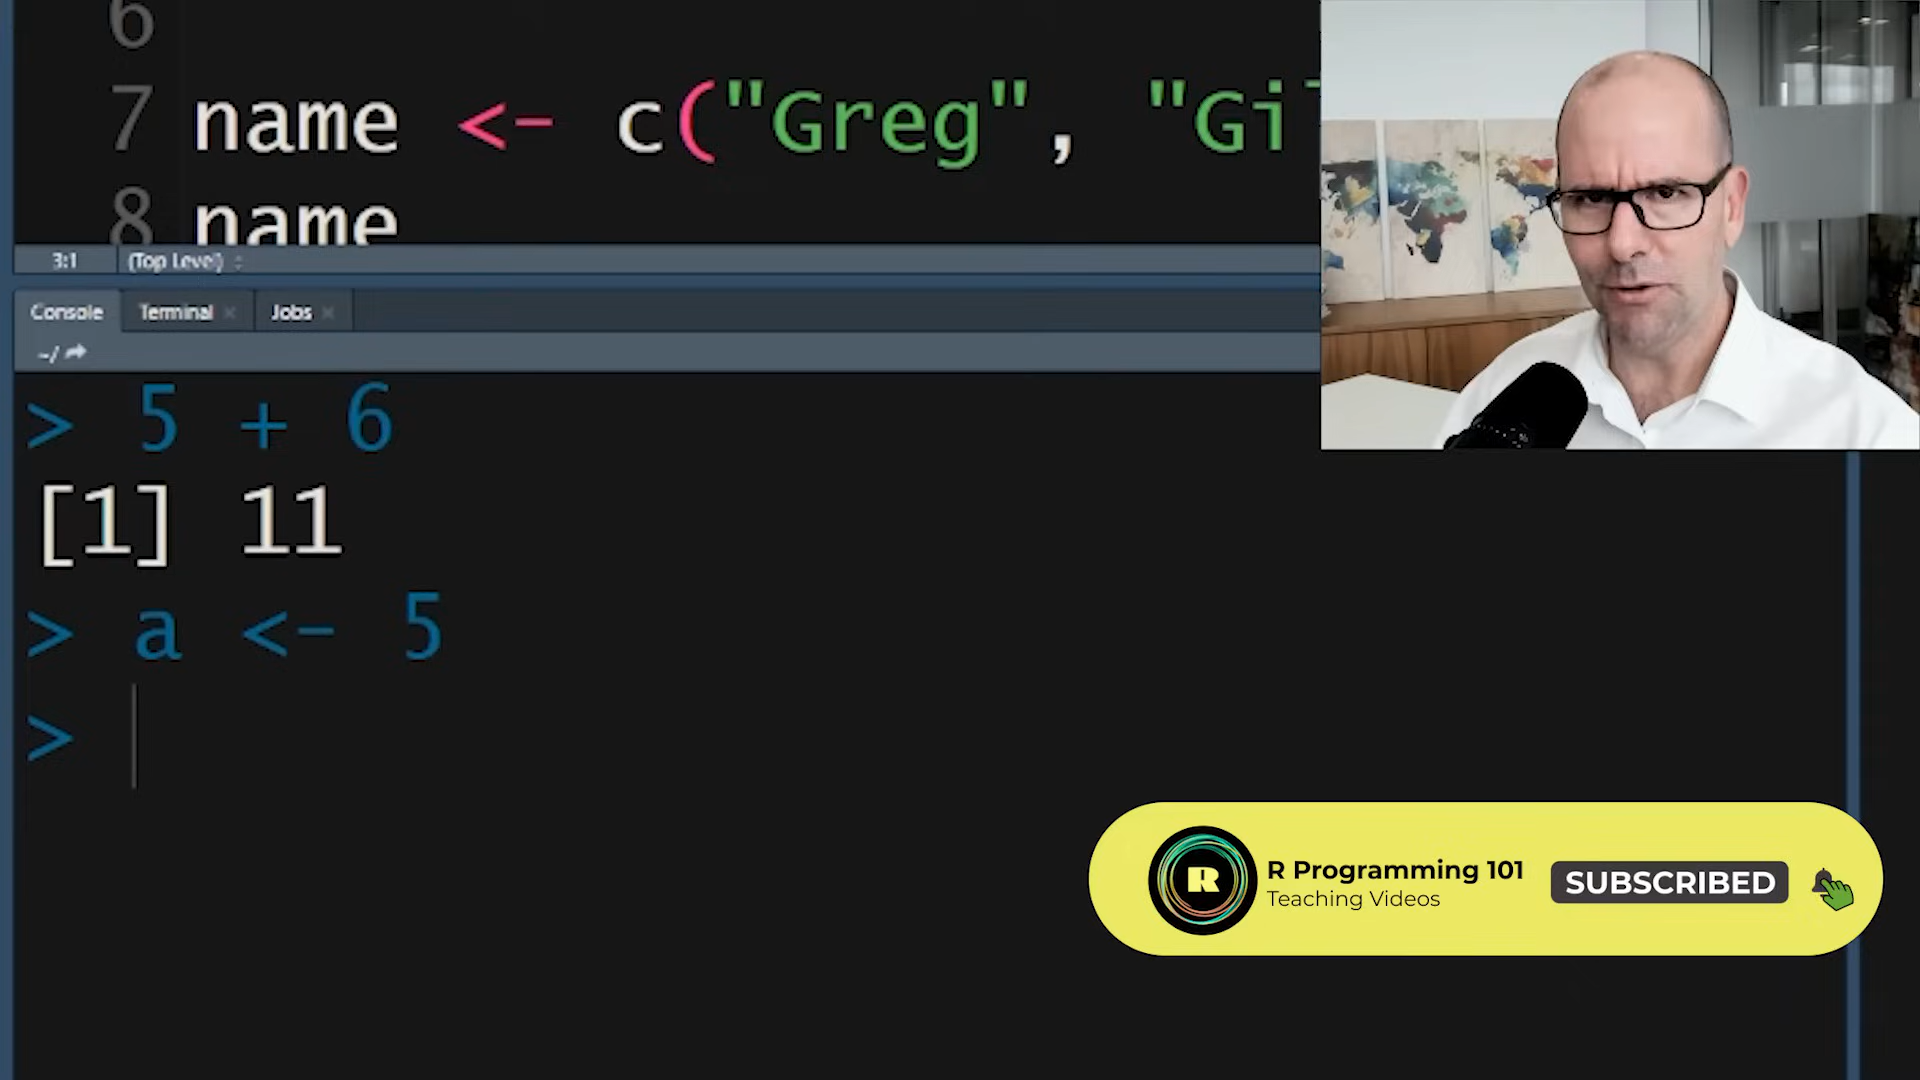 6
7 name <- c("Greg", "Gi
8 name
3:1 (Top Level)
Console Terminal Jobs
~/
> 5 + 6
[1] 11
> a <- 5
>
R
R Programming 101
Teaching Videos
SUBSCRIBED